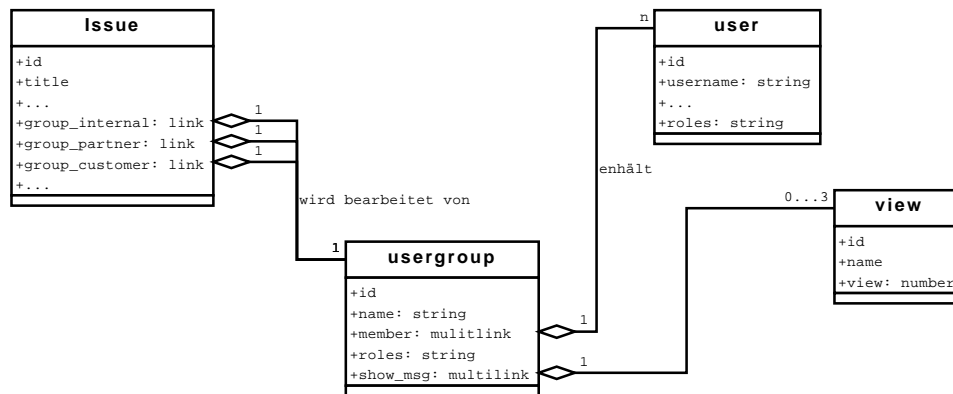 Issue
+id
+title
+...
+group_internal: link
+group_partner: link
+group_customer: link
+...
1
1
1
wird bearbeitet von
1
usergroup
+id
+name: string
+member: mulitlink
+roles: string
+show_msg: multilink
1
1
enhält
n
user
+id
+username: string
+...
+roles: string
0...3
view
+id
+name
+view: number